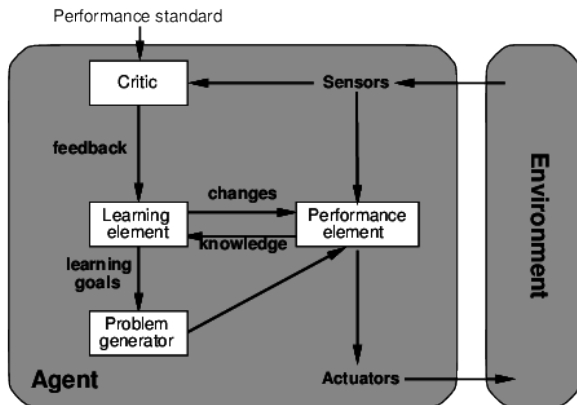 Performance standard
Critic
Sensors
feedback
changes
Learning
element
Performance
element
knowledge
learning
goals
Problem
generator
Agent
Actuators
Environment